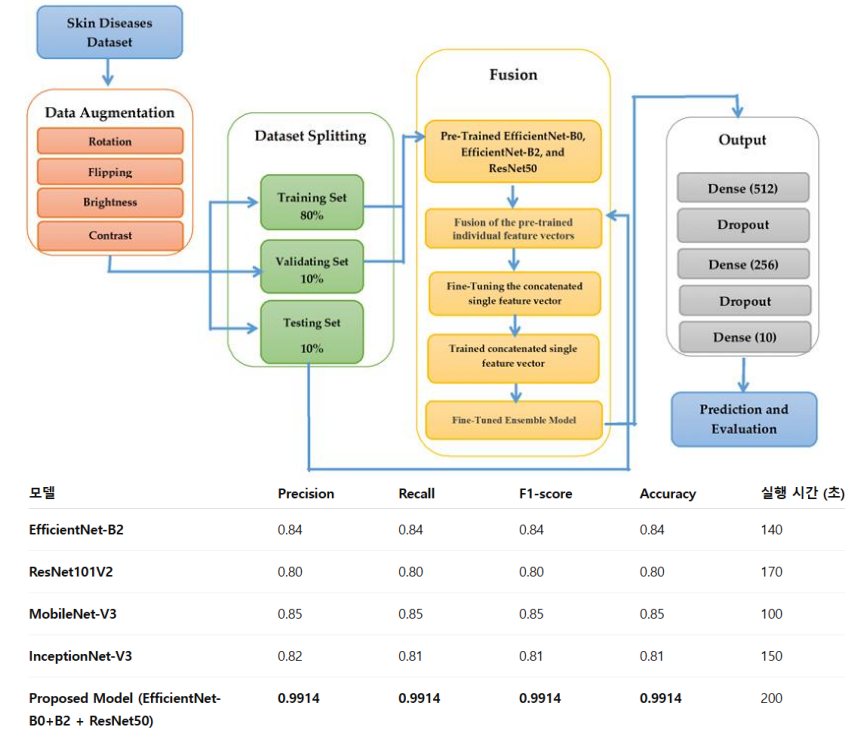 Skin Diseases
Dataset
Data Augmentation
Rotation
Flipping
Brightness
Contrast
Dataset Splitting
Training Set
80%
Validating Set
10%
Testing Set
10%
Fusion
Pre-Trained EfficientNet-B0,
EfficientNet-B2, and
ResNet50
Fusion of the pre-trained
individual feature vectors
Fine-Tuning the concatenated
single feature vector
Trained concatenated single
feature vector
Fine-Tuned Ensemble Model
Output
Dense (512)
Dropout
Dense (256)
Dropout
Dense (10)
Prediction and
Evaluation
모델 Precision Recall F1-score Accuracy 실행 시간 (초)
EfficientNet-B2 0.84 0.84 0.84 0.84 140
ResNet101V2 0.80 0.80 0.80 0.80 170
MobileNet-V3 0.85 0.85 0.85 0.85 100
InceptionNet-V3 0.82 0.81 0.81 0.81 150
Proposed Model (EfficientNet- 0.9914 0.9914 0.9914 0.9914 200
B0+B2 + ResNet50)